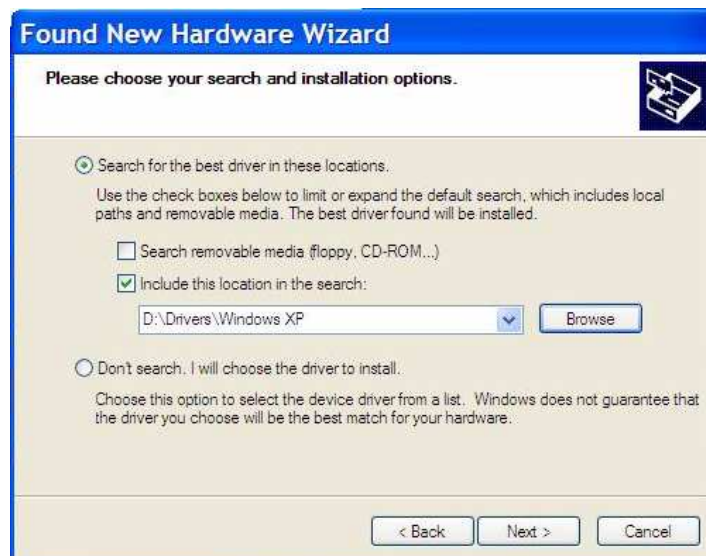 Found New Hardware Wizard
Please choose your search and installation options.
Search for the best driver in these locations.
Use the check boxes below to limit or expand the default search, which includes local
paths and removable media. The best driver found will be installed.
Search removable media (floppy, CD-ROM...)
Include this location in the search:
D:\Drivers\Windows XP
Browse
Don't search. I will choose the driver to install.
Choose this option to select the device driver from a list. Windows does not guarantee that
the driver you choose will be the best match for your hardware.
< Back
Next >
Cancel